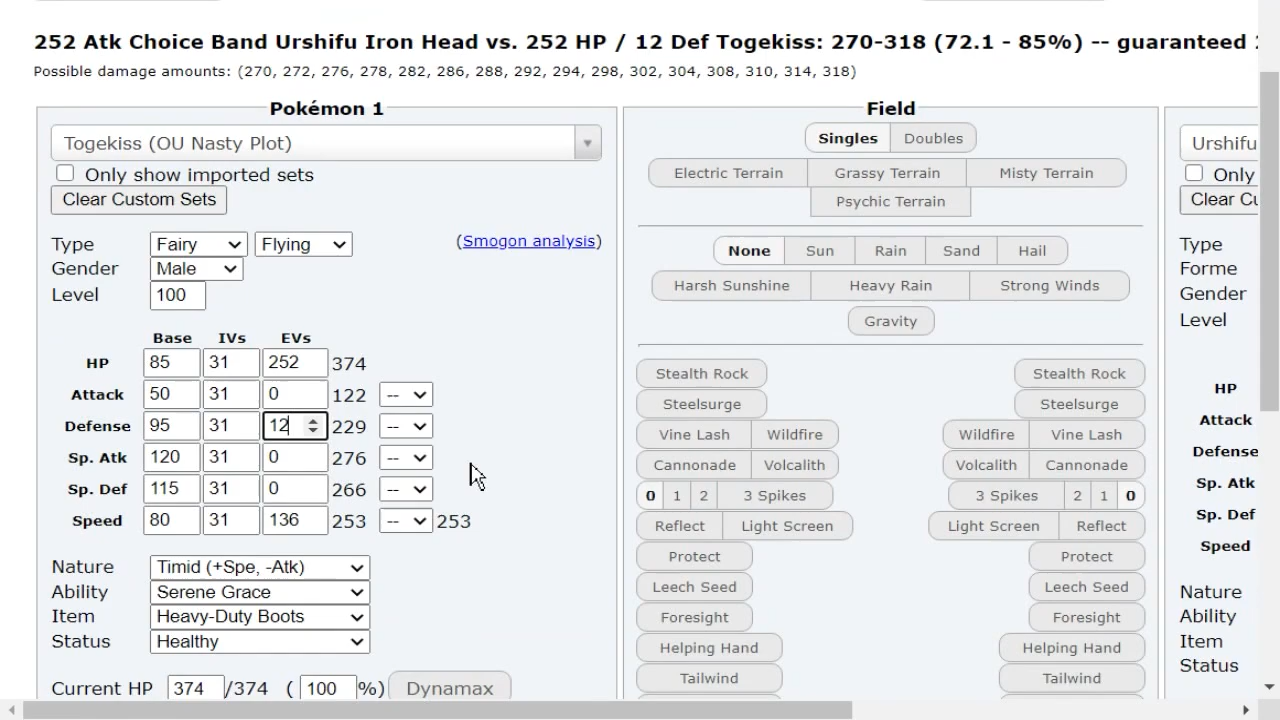 252 Atk Choice Band Urshifu Iron Head vs. 252 HP / 12 Def Togekiss: 270-318 (72.1 - 85%) -- guaranteed
Possible damage amounts: (270, 272, 276, 278, 282, 286, 288, 292, 294, 298, 302, 304, 308, 310, 314, 318)
Pokémon 1
Togekiss (OU Nasty Plot)
Only show imported sets
Clear Custom Sets
Type Fairy Flying (Smogon analysis)
Gender Male
Level 100
Base IVs EVs
HP 85 31 252 374
Attack 50 31 0 122 --
Defense 95 31 12 229 --
Sp. Atk 120 31 0 276 --
Sp. Def 115 31 0 266 --
Speed 80 31 136 253 -- 253
Nature Timid (+Spe, -Atk)
Ability Serene Grace
Item Heavy-Duty Boots
Status Healthy
Current HP 374 /374 ( 100 %) Dynamax
Field
Singles Doubles
Electric Terrain Grassy Terrain Misty Terrain
Psychic Terrain
None Sun Rain Sand Hail
Harsh Sunshine Heavy Rain Strong Winds
Gravity
Stealth Rock Stealth Rock
Steelsurge Steelsurge
Vine Lash Wildfire Wildfire Vine Lash
Cannonade Volcalith Volcalith Cannonade
0 1 2 3 Spikes 3 Spikes 2 1 0
Reflect Light Screen Light Screen Reflect
Protect Protect
Leech Seed Leech Seed
Foresight Foresight
Helping Hand Helping Hand
Tailwind Tailwind
Urshifu
Only
Clear Cu
Type
Forme
Gender
Level
HP
Attack
Defense
Sp. Atk
Sp. Def
Speed
Nature
Ability
Item
Status